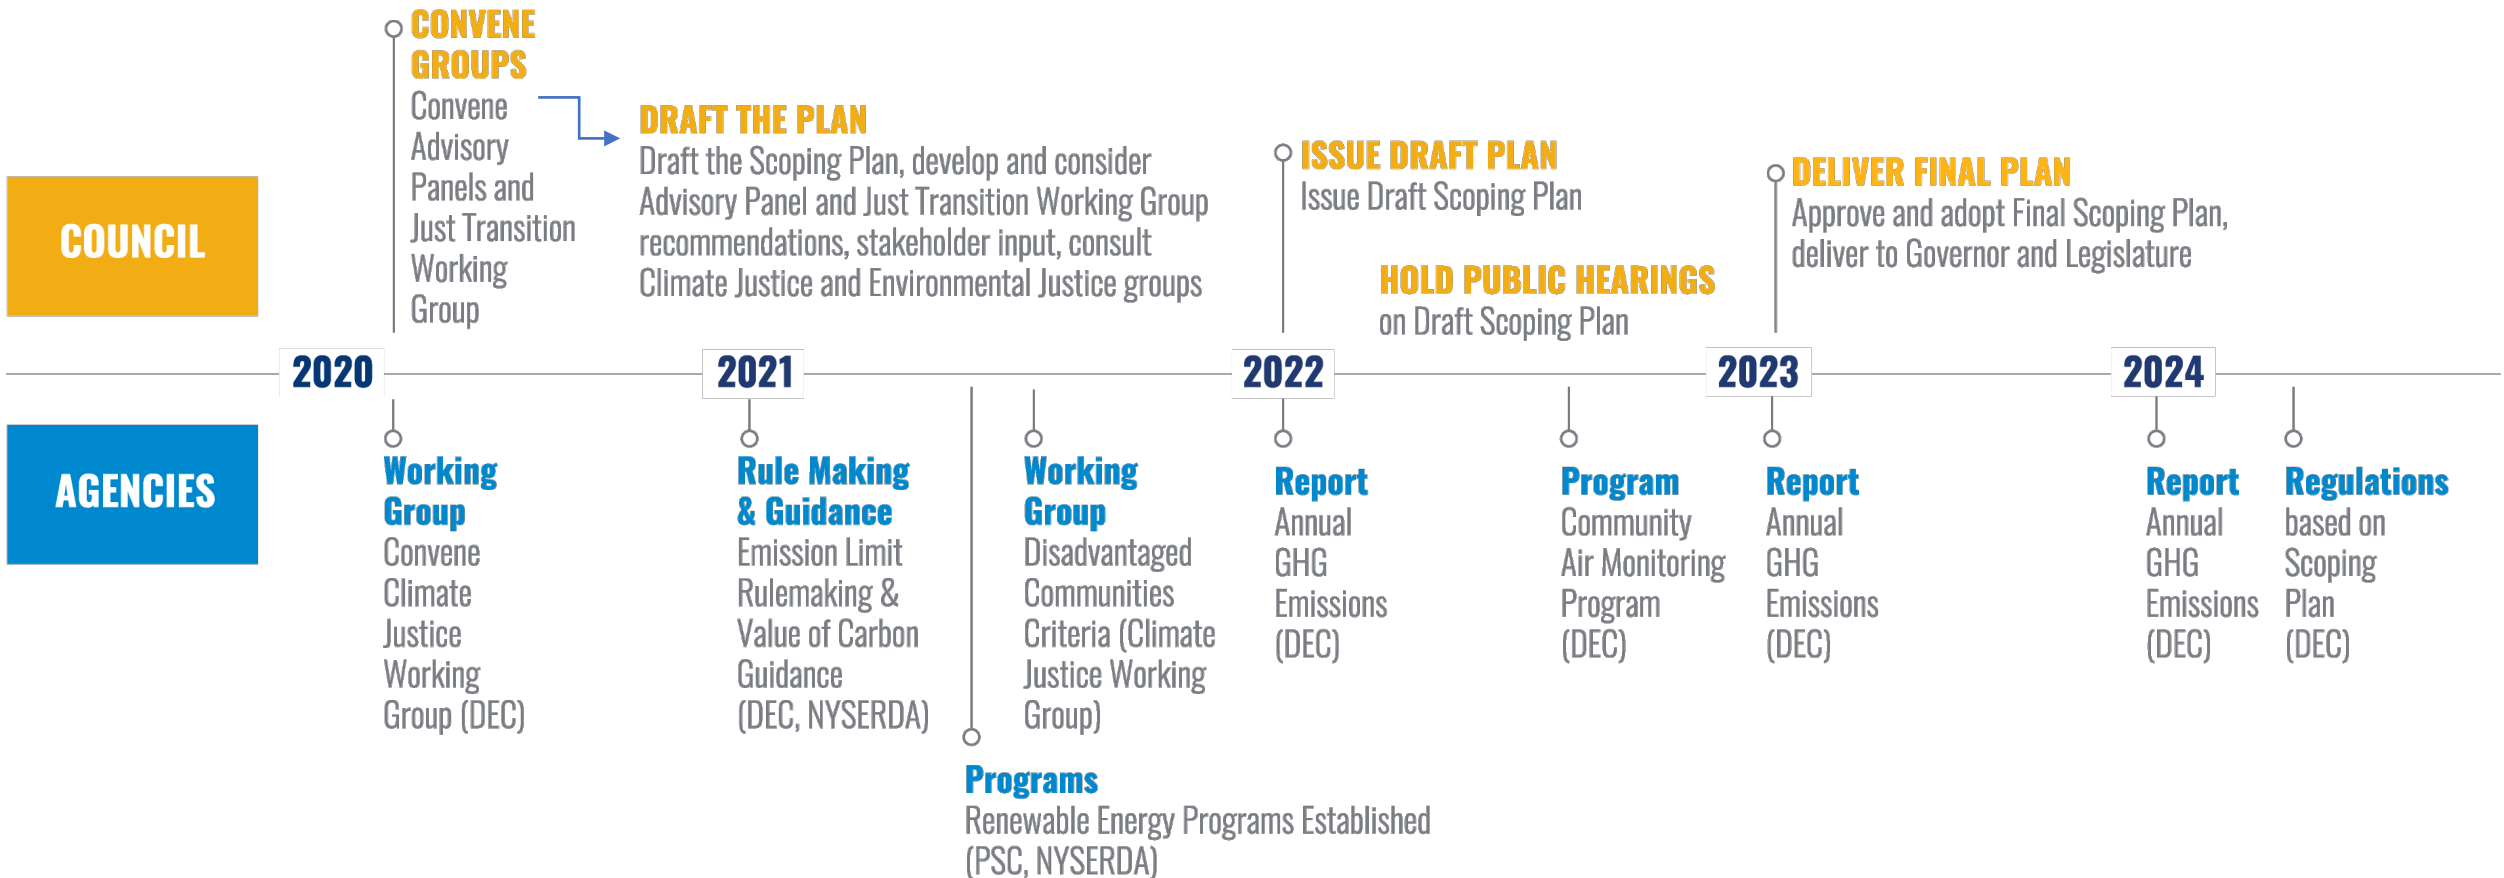 COUNCIL
CONVENE
GROUPS
Convene
Advisory
Panels and
Just Transition
Working
Group
DRAFT THE PLAN
Draft the Scoping Plan, develop and consider
Advisory Panel and Just Transition Working Group
recommendations, stakeholder input, consult
Climate Justice and Environmental Justice groups
ISSUE DRAFT PLAN
Issue Draft Scoping Plan
HOLD PUBLIC HEARINGS
on Draft Scoping Plan
DELIVER FINAL PLAN
Approve and adopt Final Scoping Plan,
deliver to Governor and Legislature
2020
2021
2022
2023
2024
AGENCIES
Working
Group
Convene
Climate
Justice
Working
Group (DEC)
Rule Making
& Guidance
Emission Limit
Rulemaking &
Value of Carbon
Guidance
(DEC, NYSERDA)
Programs
Renewable Energy Programs Established
(PSC, NYSERDA)
Working
Group
Disadvantaged
Communities
Criteria (Climate
Justice Working
Group)
Report
Annual
GHG
Emissions
(DEC)
Program
Community
Air Monitoring
Program
(DEC)
Report
Annual
GHG
Emissions
(DEC)
Report
Annual
GHG
Emissions
(DEC)
Regulations
based on
Scoping
Plan
(DEC)